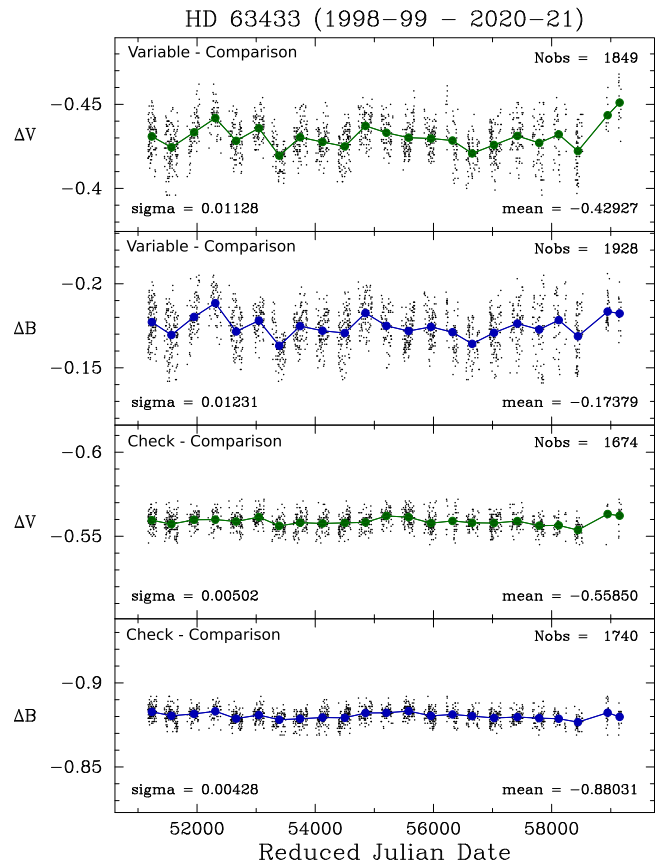 HD 63433 (1998-99 - 2020-21)
Variable - Comparison
Nobs = 1849
-0.45
ΔV
-0.4
sigma = 0.01128
mean = -0.42927
Variable - Comparison
Nobs = 1928
-0.2
ΔB
-0.15
sigma = 0.01231
mean = -0.17379
Check - Comparison
Nobs = 1674
-0.6
ΔV
-0.55
sigma = 0.00502
mean = -0.55850
Check - Comparison
Nobs = 1740
-0.9
ΔB
-0.85
sigma = 0.00428
mean = -0.88031
52000 54000 56000 58000
Reduced Julian Date